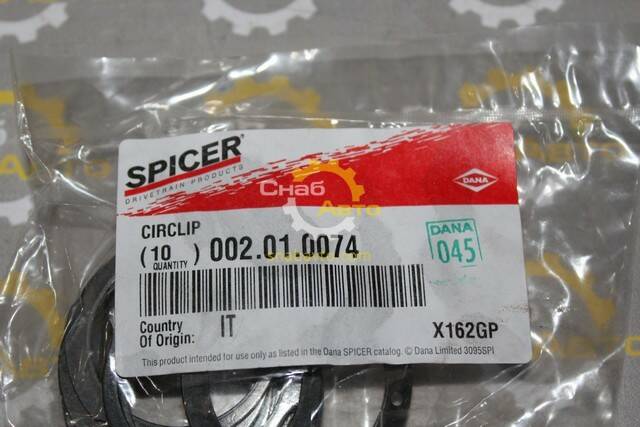 SPICER®
DRIVETRAIN PRODUCTS
DANA
Снаб
Авто
CIRCLIP
(10) 002.01.0074
QUANTITY
DANA
045
Country
Of Origin: IT
X162GP
This product intended for use only as listed in the Dana SPICER catalog. © Dana Limited 3095SPI